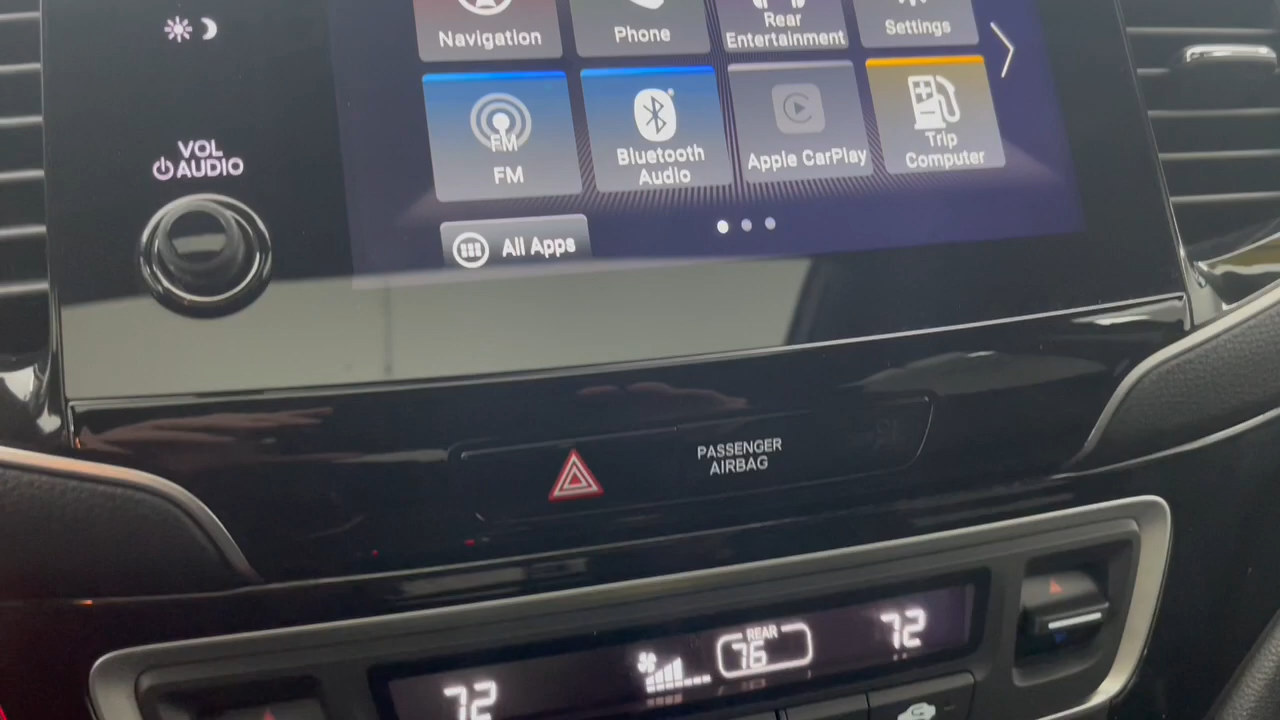 Navigation
Phone
Rear
Entertainment
Settings
VOL
AUDIO
FM
FM
Bluetooth
Audio
Apple CarPlay
Trip
Computer
All Apps
PASSENGER
AIRBAG
72
REAR
76
72